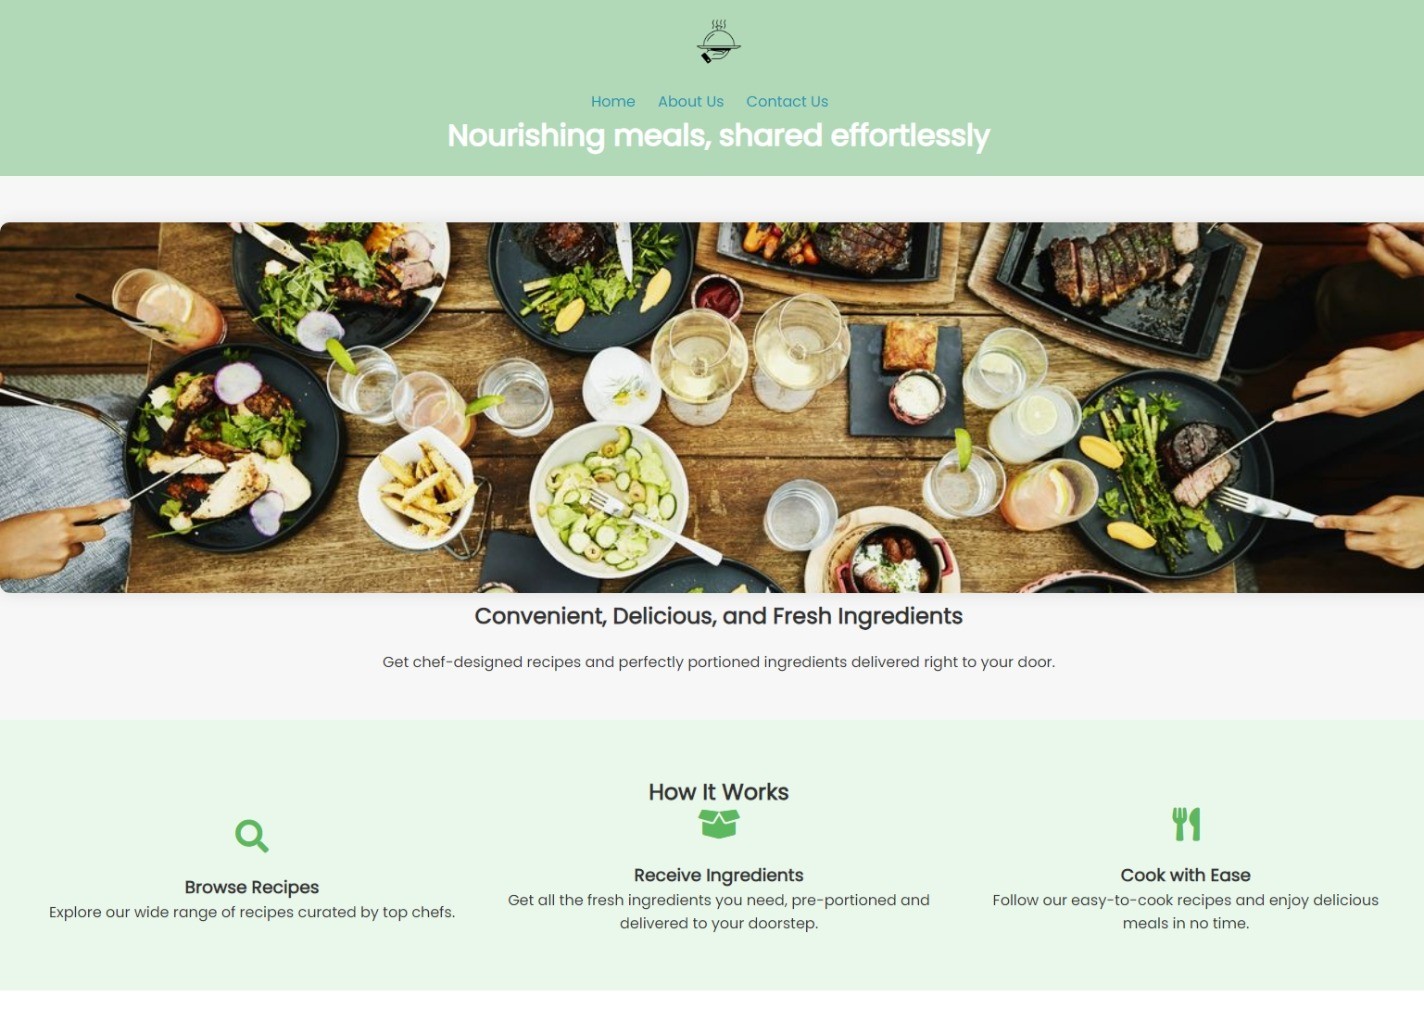 Home About Us Contact Us
Nourishing meals, shared effortlessly
Convenient, Delicious, and Fresh Ingredients
Get chef-designed recipes and perfectly portioned ingredients delivered right to your door.
How It Works
Browse Recipes
Explore our wide range of recipes curated by top chefs.
Receive Ingredients
Get all the fresh ingredients you need, pre-portioned and
delivered to your doorstep.
Cook with Ease
Follow our easy-to-cook recipes and enjoy delicious
meals in no time.